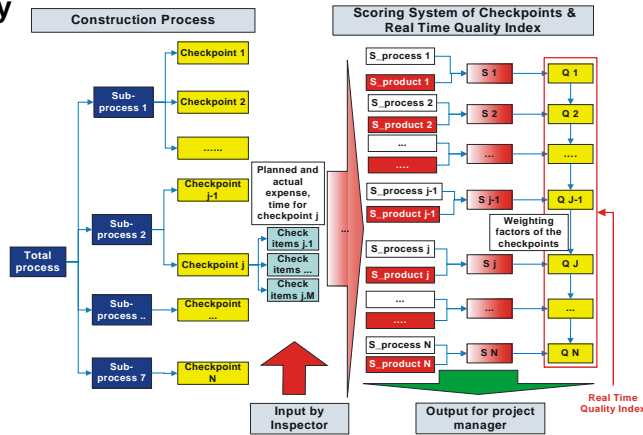 y
Construction Process
Scoring System of Checkpoints &
Real Time Quality Index
Total
process
Sub-
process 1
Sub-
process 2
Sub-
process ..
Sub-
process 7
Checkpoint 1
Checkpoint 2
......
Checkpoint
j-1
Checkpoint j
Checkpoint
...
Checkpoint
N
Planned and
actual
expense,
time for
checkpoint j
Check
items j.1
Check
items ...
Check
items j.M
Input by
Inspector
...
S_process 1
S_product 1
S_process 2
S_product 2
...
....
S_process j-1
S_product j-1
S_process j
S_product j
...
....
S_process N
S_product N
S 1
S 2
...
S j-1
S j
...
S N
Q 1
Q 2
....
Q J-1
Weighting
factors of the
checkpoints
Q J
...
Q N
Output for project
manager
Real Time
Quality Index